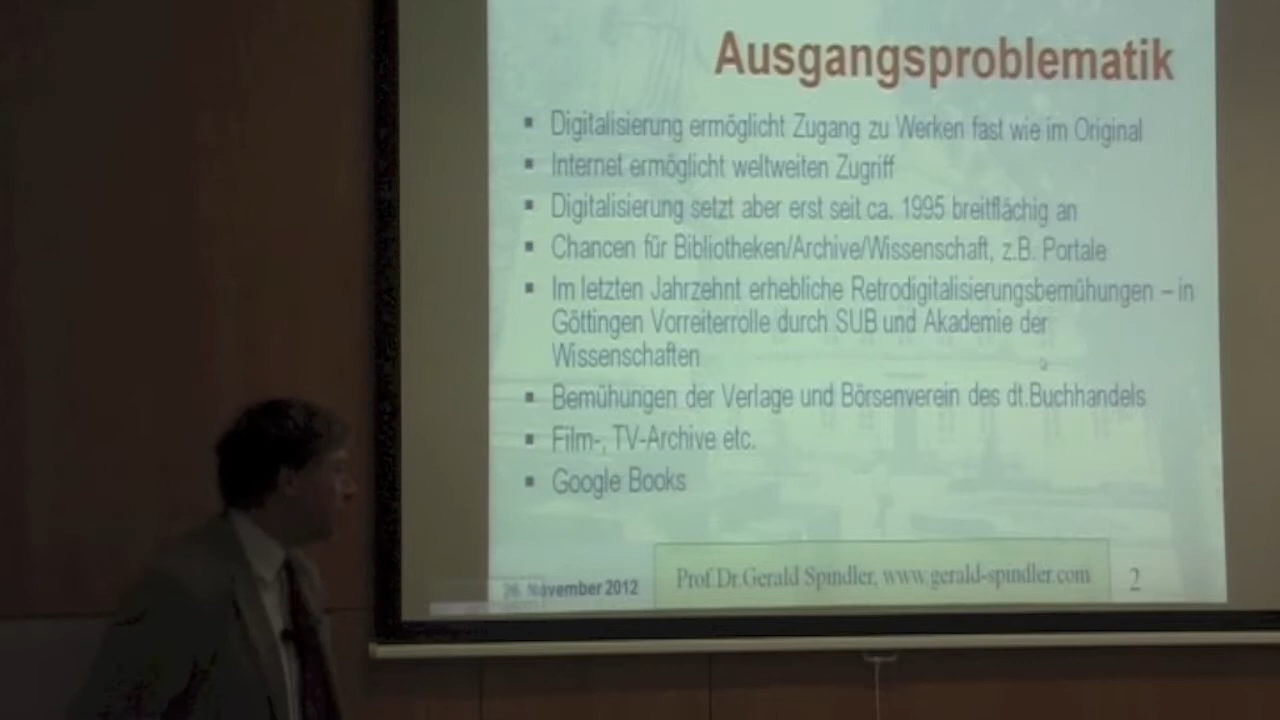 Ausgangsproblematik
▪ Digitalisierung ermöglicht Zugang zu Werken fast wie im Original
▪ Internet ermöglicht weltweiten Zugriff
▪ Digitalisierung setzt aber erst seit ca. 1995 breitflächig an
▪ Chancen für Bibliotheken/Archive/Wissenschaft, z.B. Portale
▪ Im letzten Jahrzehnt erhebliche Retrodigitalisierungsbemühungen – in
Göttingen Vorreiterrolle durch SUB und Akademie der
Wissenschaften
▪ Bemühungen der Verlage und Börsenverein des dt.Buchhandels
▪ Film-, TV-Archive etc.
▪ Google Books
26. November 2012
Prof.Dr.Gerald Spindler, www.gerald-spindler.com
2